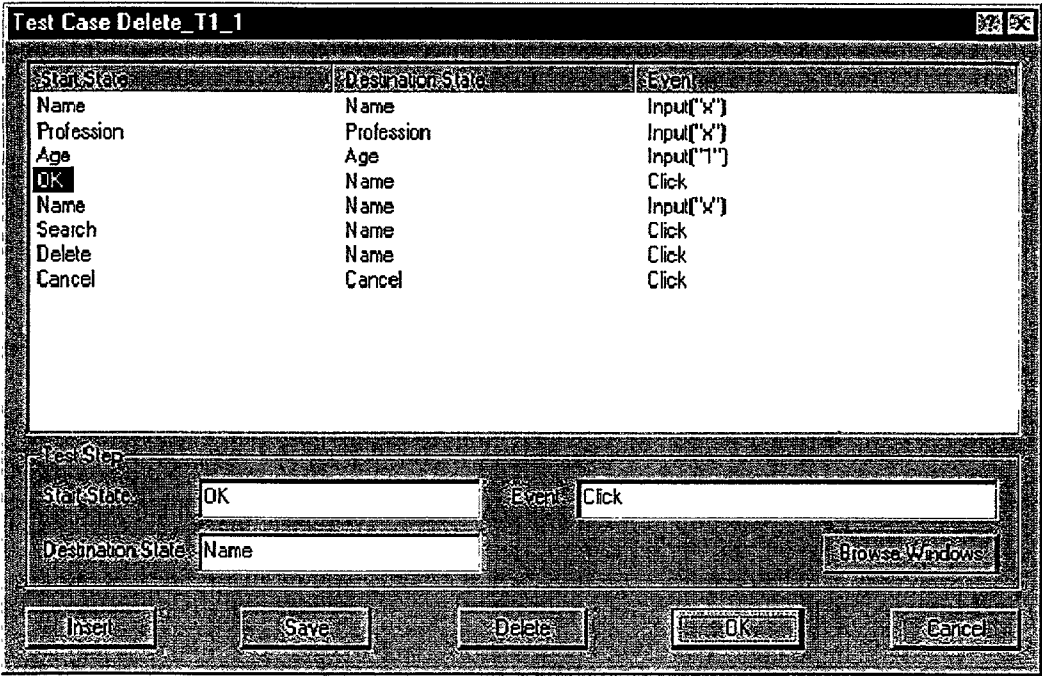 Test Case Delete_T1_1
Start State Destination State Event
Name Name Input("x")
Profession Profession Input("x")
Age Age Input("1")
OK Name Click
Name Name Input("x")
Search Name Click
Delete Name Click
Cancel Cancel Click
Test Step
Start State OK Event Click
Destination State Name Browse Windows
Insert Save Delete OK Cancel